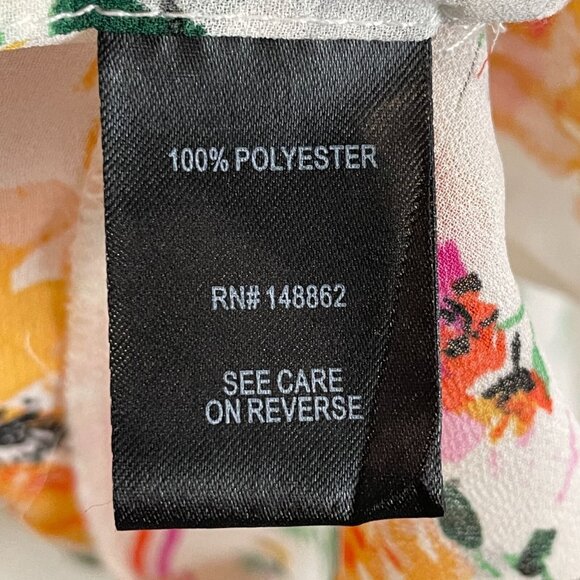 100% POLYESTER
RN# 148862
SEE CARE
ON REVERSE